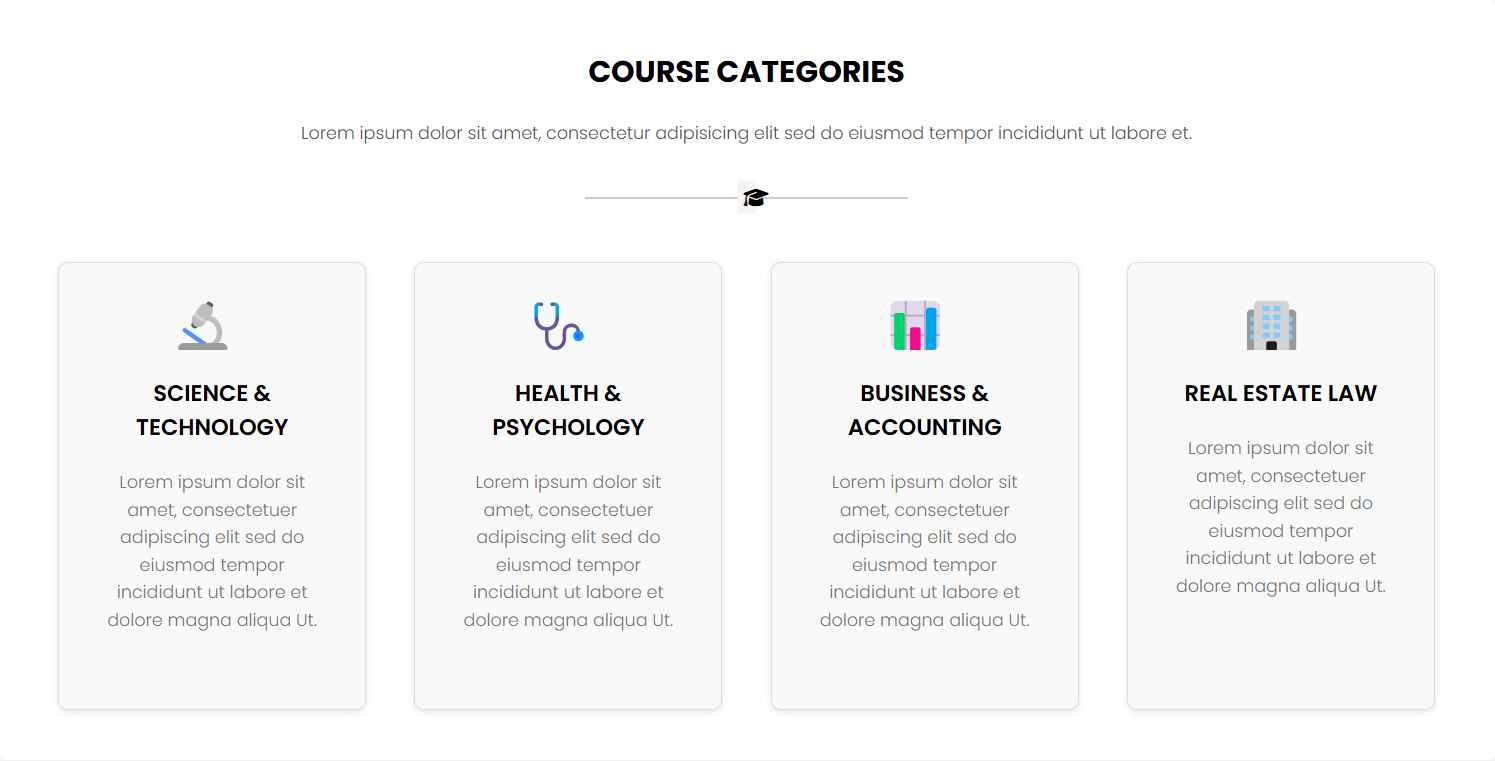 COURSE CATEGORIES
Lorem ipsum dolor sit amet, consectetur adipisicing elit sed do eiusmod tempor incididunt ut labore et.
SCIENCE &
TECHNOLOGY
Lorem ipsum dolor sit
amet, consectetuer
adipiscing elit sed do
eiusmod tempor
incididunt ut labore et
dolore magna aliqua Ut.
HEALTH &
PSYCHOLOGY
Lorem ipsum dolor sit
amet, consectetuer
adipiscing elit sed do
eiusmod tempor
incididunt ut labore et
dolore magna aliqua Ut.
BUSINESS &
ACCOUNTING
Lorem ipsum dolor sit
amet, consectetuer
adipiscing elit sed do
eiusmod tempor
incididunt ut labore et
dolore magna aliqua Ut.
REAL ESTATE LAW
Lorem ipsum dolor sit
amet, consectetuer
adipiscing elit sed do
eiusmod tempor
incididunt ut labore et
dolore magna aliqua Ut.